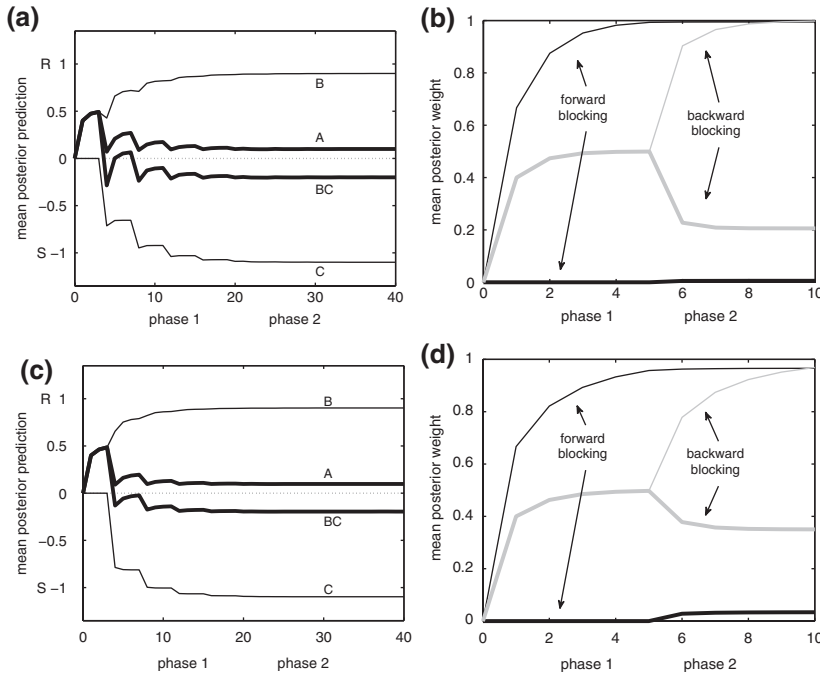 (a)
mean posterior prediction
R 1
0.5
0
−0.5
S −1
B
A
BC
C
0 10 20 30 40
phase 1 phase 2
(b)
mean posterior weight
1
0.8
0.6
0.4
0.2
0
forward
blocking
backward
blocking
0 2 4 6 8 10
phase 1 phase 2
(c)
mean posterior prediction
R 1
0.5
0
−0.5
S −1
B
A
BC
C
0 10 20 30 40
phase 1 phase 2
(d)
mean posterior weight
1
0.8
0.6
0.4
0.2
0
forward
blocking
backward
blocking
0 2 4 6 8 10
phase 1 phase 2